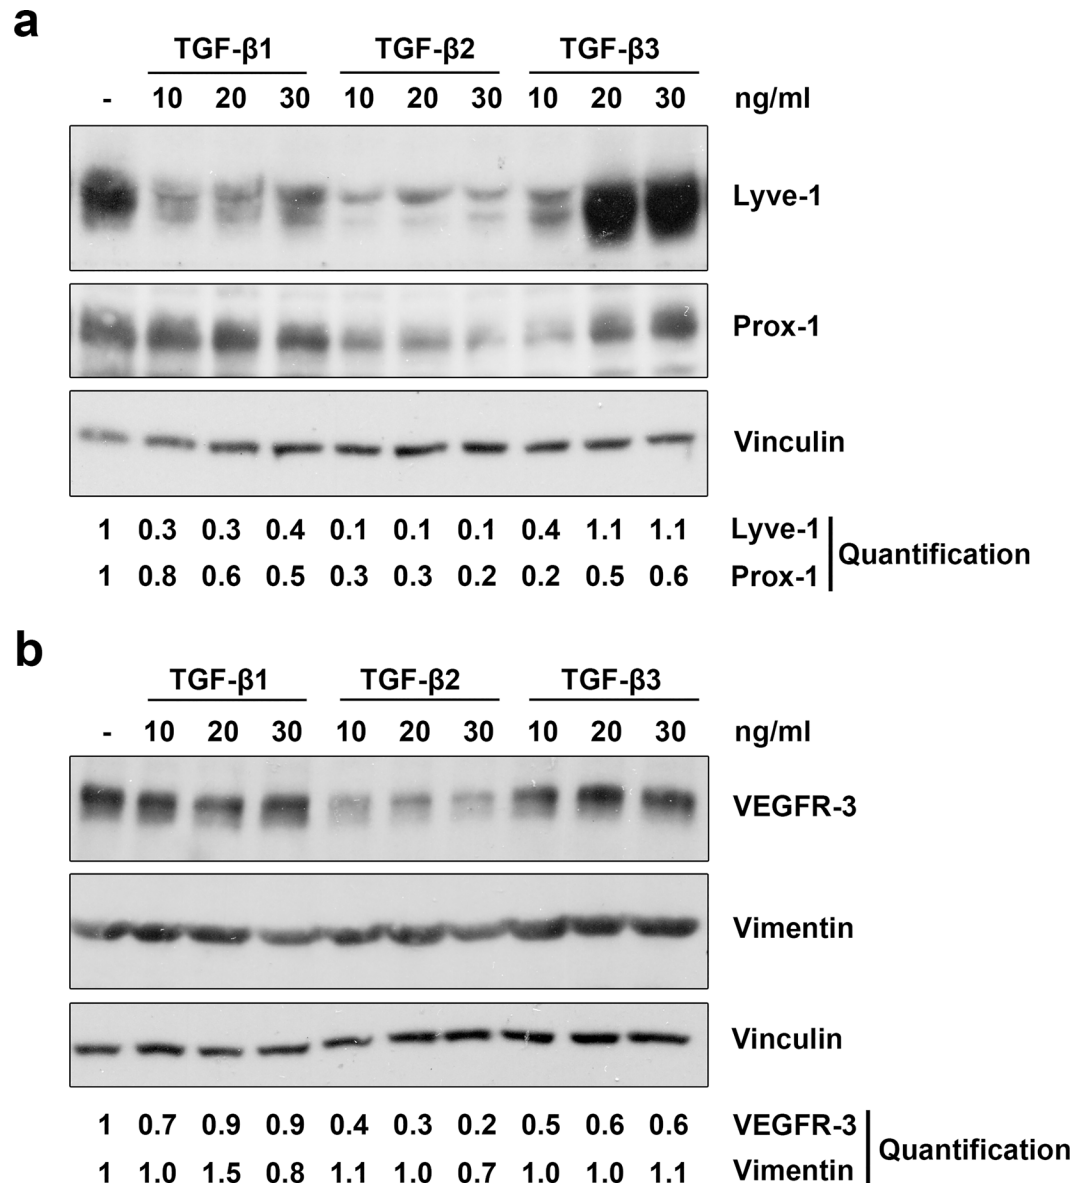 a
TGF-β1 TGF-β2 TGF-β3
- 10 20 30 10 20 30 10 20 30 ng/ml
Lyve-1
Prox-1
Vinculin
1 0.3 0.3 0.4 0.1 0.1 0.1 0.4 1.1 1.1 Lyve-1
Quantification
1 0.8 0.6 0.5 0.3 0.3 0.2 0.2 0.5 0.6 Prox-1
b
TGF-β1 TGF-β2 TGF-β3
- 10 20 30 10 20 30 10 20 30 ng/ml
VEGFR-3
Vimentin
Vinculin
1 0.7 0.9 0.9 0.4 0.3 0.2 0.5 0.6 0.6 VEGFR-3
Quantification
1 1.0 1.5 0.8 1.1 1.0 0.7 1.0 1.0 1.1 Vimentin